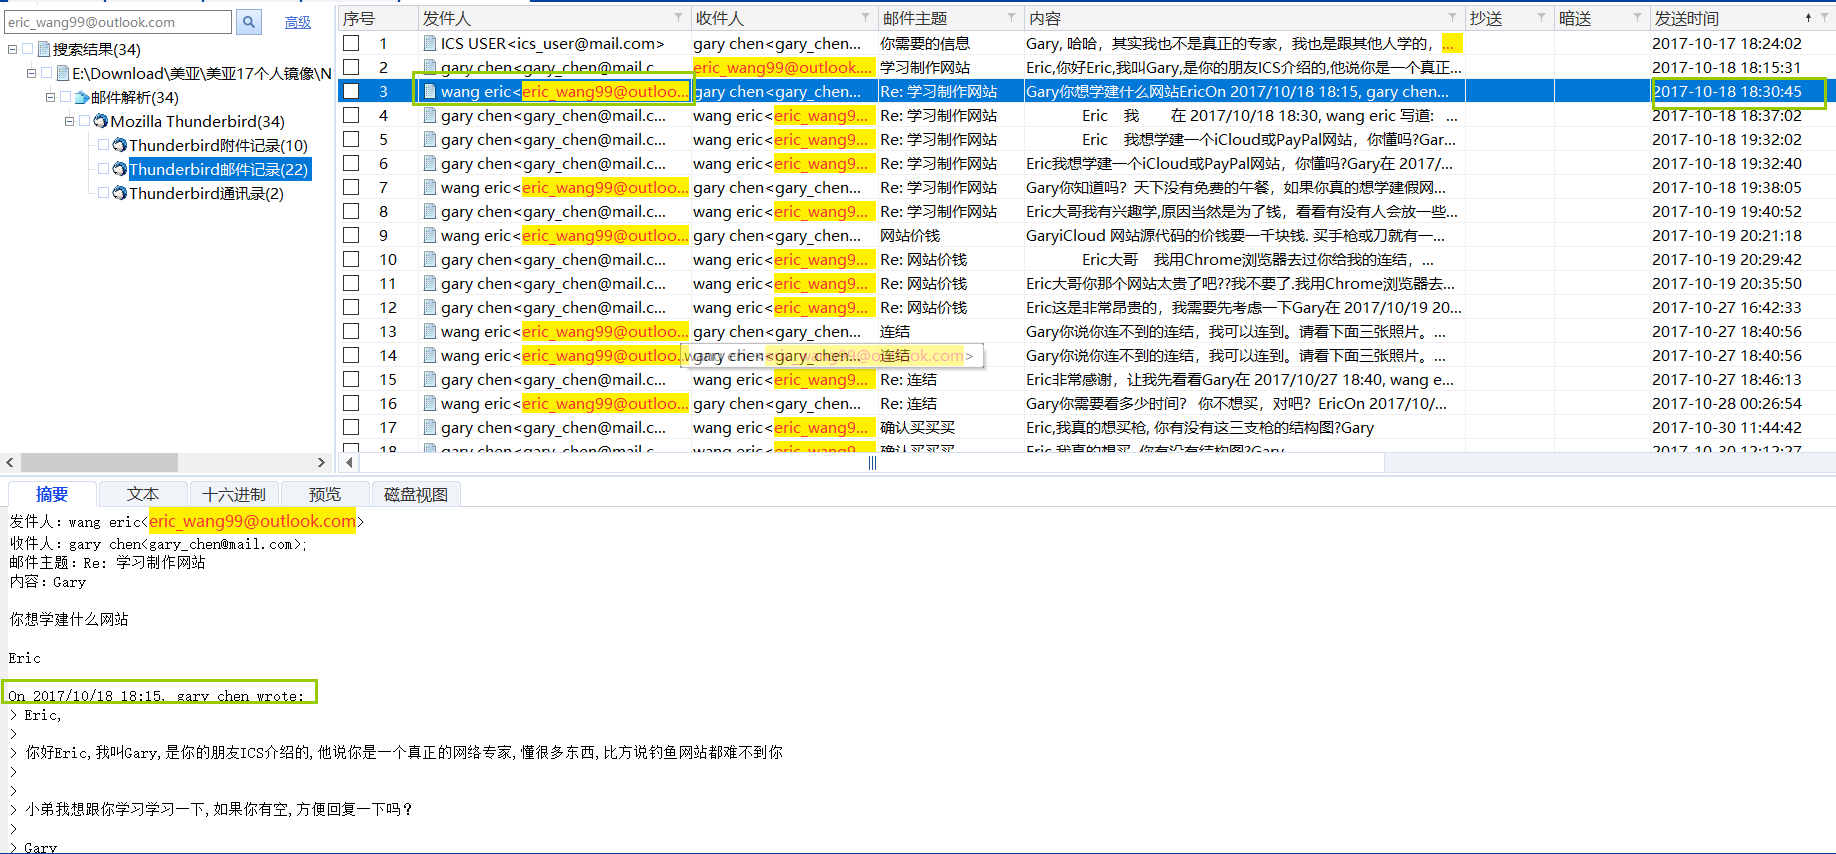 eric_wang99@outlook.com 高级
搜索结果(34)
E:\Download\美亚\美亚17个人镜像\N
邮件解析(34)
Mozilla Thunderbird(34)
Thunderbird附件记录(10)
Thunderbird邮件记录(22)
Thunderbird通讯录(2)
序号 发件人 收件人 邮件主题 内容 抄送 暗送 发送时间
1 ICS USER<ics_user@mail.com> gary chen<gary_chen... 你需要的信息 Gary, 哈哈，其实我也不是真正的专家，我也是跟其他人学的，... 2017-10-17 18:24:02
2 gary chen<gary_chen@mail.c... eric_wang99@outlook.... 学习制作网站 Eric,你好Eric,我叫Gary,是你的朋友ICS介绍的,他说你是一个真正... 2017-10-18 18:15:31
3 wang eric<eric_wang99@outloo... gary chen<gary_chen... Re: 学习制作网站 Gary你想学建什么网站EricOn 2017/10/18 18:15, gary chen... 2017-10-18 18:30:45
4 gary chen<gary_chen@mail.c... wang eric<eric_wang9... Re: 学习制作网站 Eric 我 在 2017/10/18 18:30, wang eric 写道: ... 2017-10-18 18:37:02
5 gary chen<gary_chen@mail.c... wang eric<eric_wang9... Re: 学习制作网站 Eric 我想学建一个iCloud或PayPal网站，你懂吗?Gar... 2017-10-18 19:32:02
6 gary chen<gary_chen@mail.c... wang eric<eric_wang9... Re: 学习制作网站 Eric我想学建一个iCloud或PayPal网站，你懂吗?Gary在 2017/... 2017-10-18 19:32:40
7 wang eric<eric_wang99@outloo... gary chen<gary_chen... Re: 学习制作网站 Gary你知道吗？天下没有免费的午餐，如果你真的想学建假网... 2017-10-18 19:38:05
8 gary chen<gary_chen@mail.c... wang eric<eric_wang9... Re: 学习制作网站 Eric大哥我有兴趣学,原因当然是为了钱，看看有没有人会放一些... 2017-10-19 19:40:52
9 wang eric<eric_wang99@outloo... gary chen<gary_chen... 网站价钱 GaryiCloud 网站源代码的价钱要一千块钱. 买手枪或刀就有一... 2017-10-19 20:21:18
10 gary chen<gary_chen@mail.c... wang eric<eric_wang9... Re: 网站价钱 Eric大哥 我用Chrome浏览器去过你给我的连结，... 2017-10-19 20:29:42
11 gary chen<gary_chen@mail.c... wang eric<eric_wang9... Re: 网站价钱 Eric大哥你那个网站太贵了吧??我不要了.我用Chrome浏览器去... 2017-10-19 20:35:50
12 gary chen<gary_chen@mail.c... wang eric<eric_wang9... Re: 网站价钱 Eric这是非常昂贵的，我需要先考虑一下Gary在 2017/10/19 20... 2017-10-27 16:42:33
13 wang eric<eric_wang99@outloo... gary chen<gary_chen... 连结 Gary你说你连不到的连结，我可以连到。请看下面三张照片。... 2017-10-27 18:40:56
14 wang eric<eric_wang99@outloo... gary chen<gary_chen... 连结 Gary你说你连不到的连结，我可以连到。请看下面三张照片。... 2017-10-27 18:40:56
15 gary chen<gary_chen@mail.c... wang eric<eric_wang9... Re: 连结 Eric非常感谢，让我先看看Gary在 2017/10/27 18:40, wang e... 2017-10-27 18:46:13
16 wang eric<eric_wang99@outloo... gary chen<gary_chen... Re: 连结 Gary你需要看多少时间？ 你不想买，对吧？EricOn 2017/10/... 2017-10-28 00:26:54
17 gary chen<gary_chen@mail.c... wang eric<eric_wang9... 确认买买买 Eric,我真的想买枪, 你有没有这三支枪的结构图?Gary 2017-10-30 11:44:42
18 gary chen<gary_chen@mail.c... wang eric<eric_wang9... 确认买买买 Eric,我真的想买, 你有没有结构图?Gary 2017-10-30 12:12:27
摘要 文本 十六进制 预览 磁盘视图
发件人: wang eric<eric_wang99@outlook.com>
收件人: gary chen<gary_chen@mail.com>;
邮件主题: Re: 学习制作网站
内容: Gary
你想学建什么网站
Eric
On 2017/10/18 18:15, gary chen wrote:
> Eric,
>
> 你好Eric,我叫Gary,是你的朋友ICS介绍的,他说你是一个真正的网络专家,懂很多东西,比方说钓鱼网站都难不到你
>
>
> 小弟我想跟你学习学习一下,如果你有空,方便回复一下吗?
>
> Gary